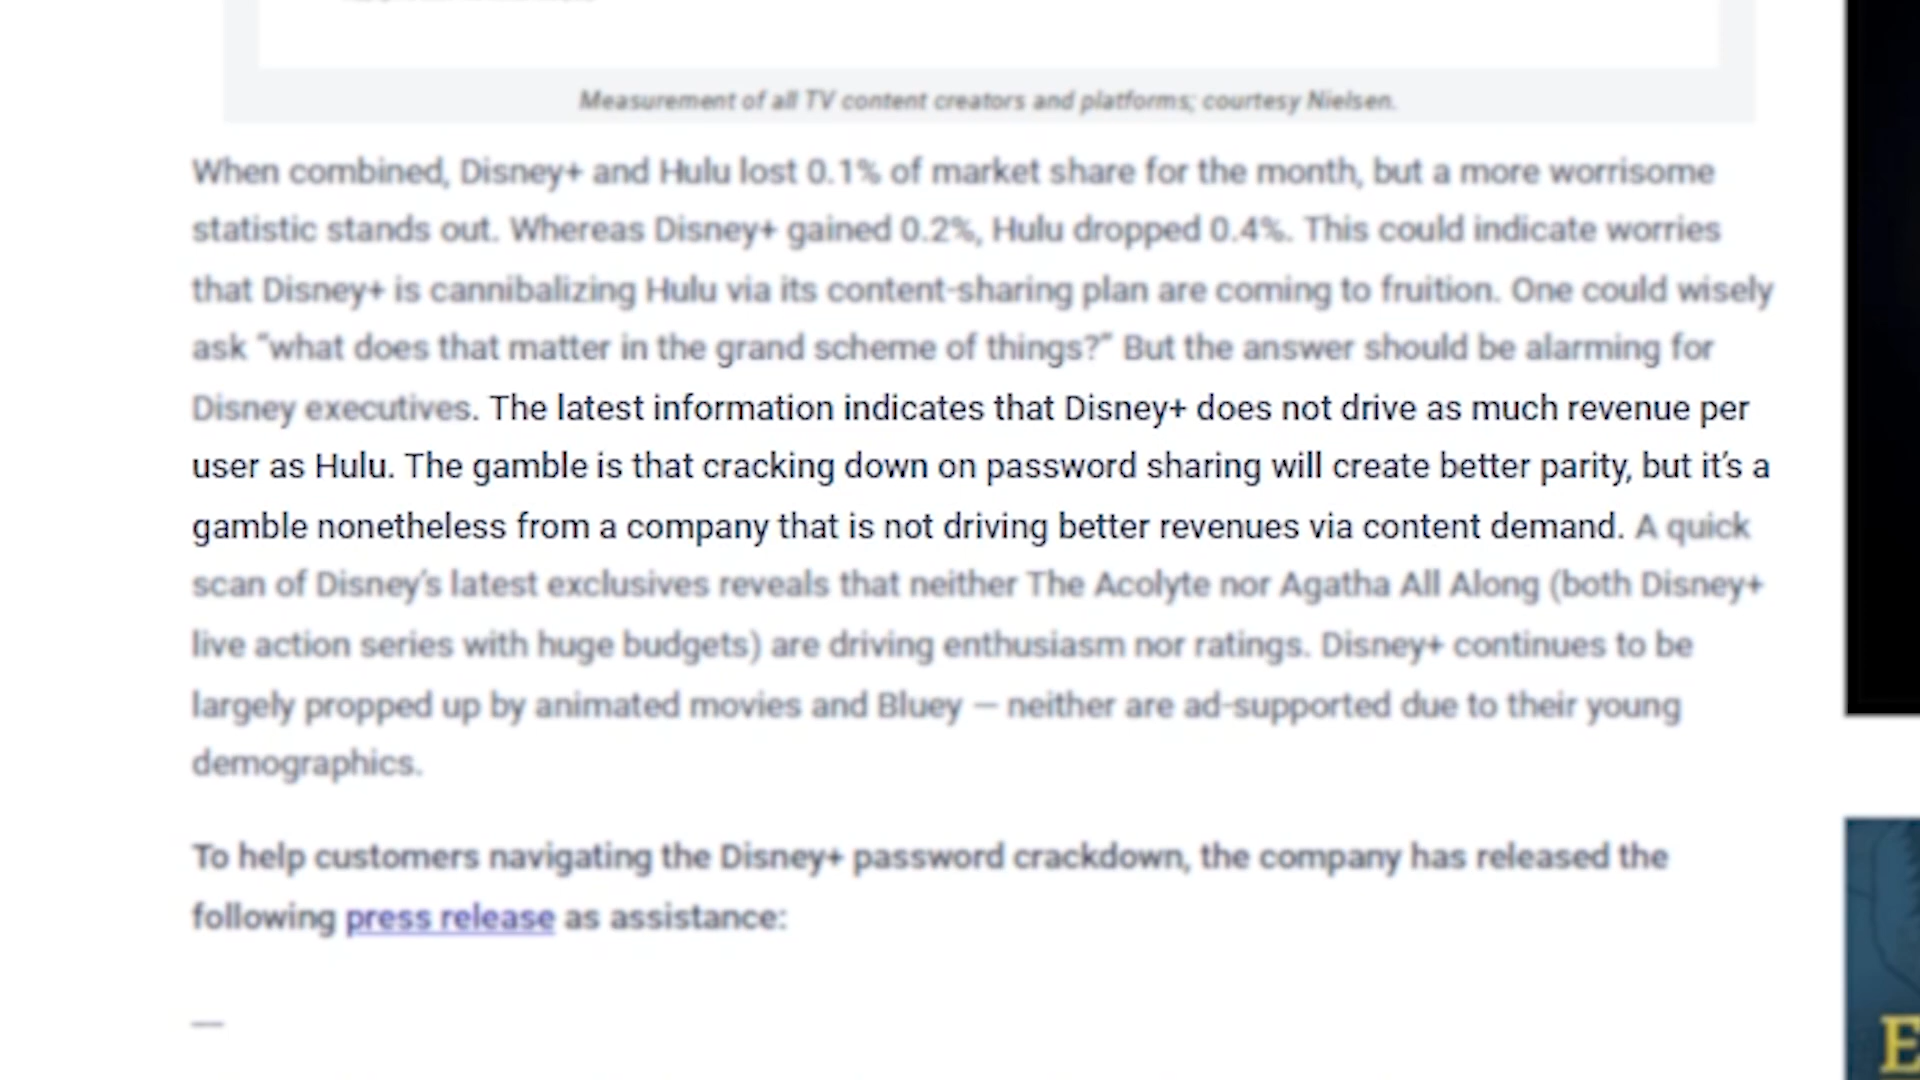 Measurement of all TV content creators and platforms; courtesy Nielsen.
When combined, Disney+ and Hulu lost 0.1% of market share for the month, but a more worrisome
statistic stands out. Whereas Disney+ gained 0.2%, Hulu dropped 0.4%. This could indicate worries
that Disney+ is cannibalizing Hulu via its content-sharing plan are coming to fruition. One could wisely
ask “what does that matter in the grand scheme of things?” But the answer should be alarming for
Disney executives. The latest information indicates that Disney+ does not drive as much revenue per
user as Hulu. The gamble is that cracking down on password sharing will create better parity, but it’s a
gamble nonetheless from a company that is not driving better revenues via content demand. A quick
scan of Disney’s latest exclusives reveals that neither The Acolyte nor Agatha All Along (both Disney+
live action series with huge budgets) are driving enthusiasm nor ratings. Disney+ continues to be
largely propped up by animated movies and Bluey — neither are ad-supported due to their young
demographics.
To help customers navigating the Disney+ password crackdown, the company has released the
following press release as assistance:
—
E